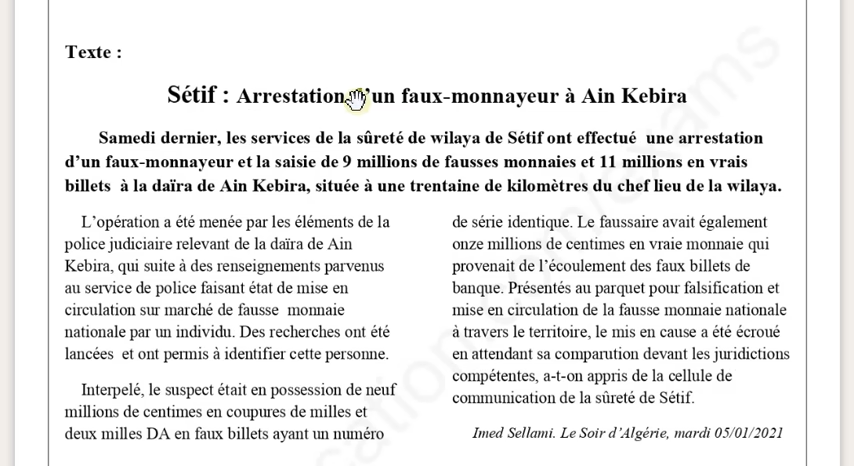 Texte :
Sétif : Arrestation d'un faux-monnayeur à Ain Kebira
Samedi dernier, les services de la sûreté de wilaya de Sétif ont effectué une arrestation
d'un faux-monnayeur et la saisie de 9 millions de fausses monnaies et 11 millions en vrais
billets à la daïra de Ain Kebira, située à une trentaine de kilomètres du chef lieu de la wilaya.
L'opération a été menée par les éléments de la
police judiciaire relevant de la daïra de Ain
Kebira, qui suite à des renseignements parvenus
au service de police faisant état de mise en
circulation sur marché de fausse monnaie
nationale par un individu. Des recherches ont été
lancées et ont permis à identifier cette personne.
Interpelé, le suspect était en possession de neuf
millions de centimes en coupures de milles et
deux milles DA en faux billets ayant un numéro
de série identique. Le faussaire avait également
onze millions de centimes en vraie monnaie qui
provenait de l'écoulement des faux billets de
banque. Présentés au parquet pour falsification et
mise en circulation de la fausse monnaie nationale
à travers le territoire, le mis en cause a été écroué
en attendant sa comparution devant les juridictions
compétentes, a-t-on appris de la cellule de
communication de la sûreté de Sétif.
Imed Sellami. Le Soir d'Algérie, mardi 05/01/2021